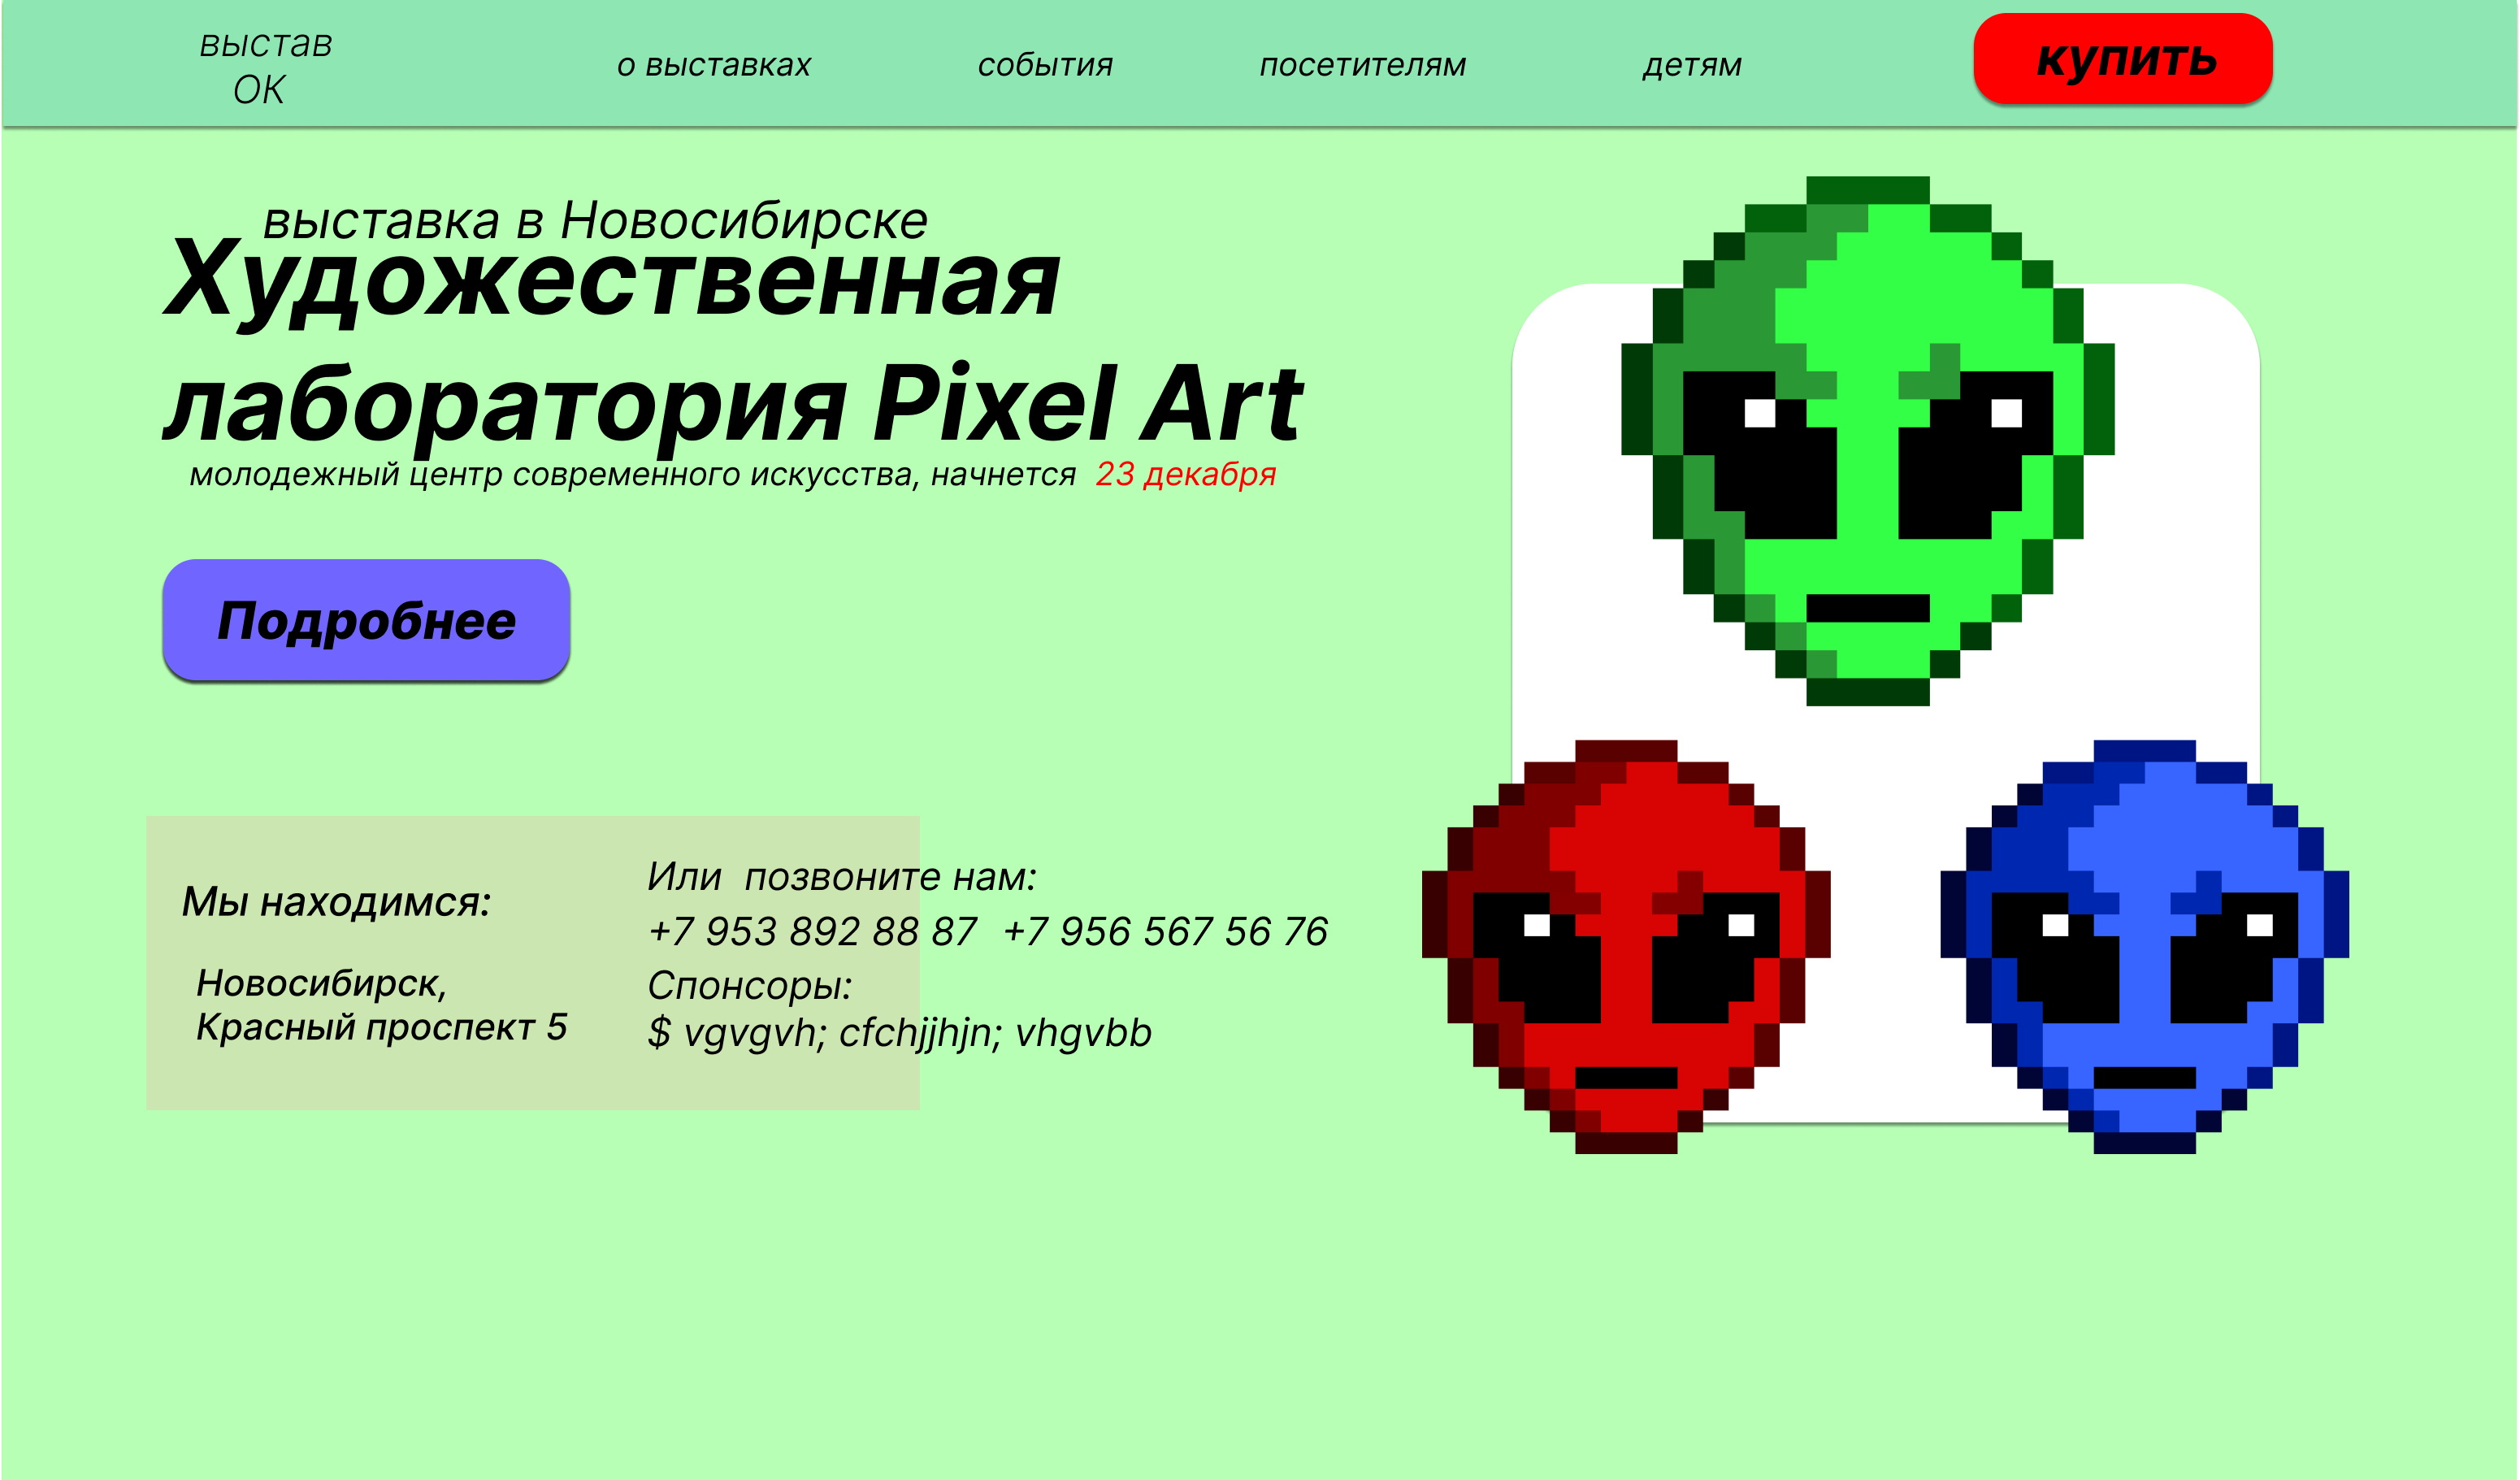 выстав
ОК
о выставках
события
посетителям
детям
купить
выставка в Новосибирске
Художественная
лаборатория Pixel Art
молодежный центр современного искусства, начнется 23 декабря
Подробнее
Мы находимся:
Новосибирск,
Красный проспект 5
Или позвоните нам:
+7 953 892 88 87 +7 956 567 56 76
Спонсоры:
$ vgvgvh; cfchjjhjn; vhgvbb